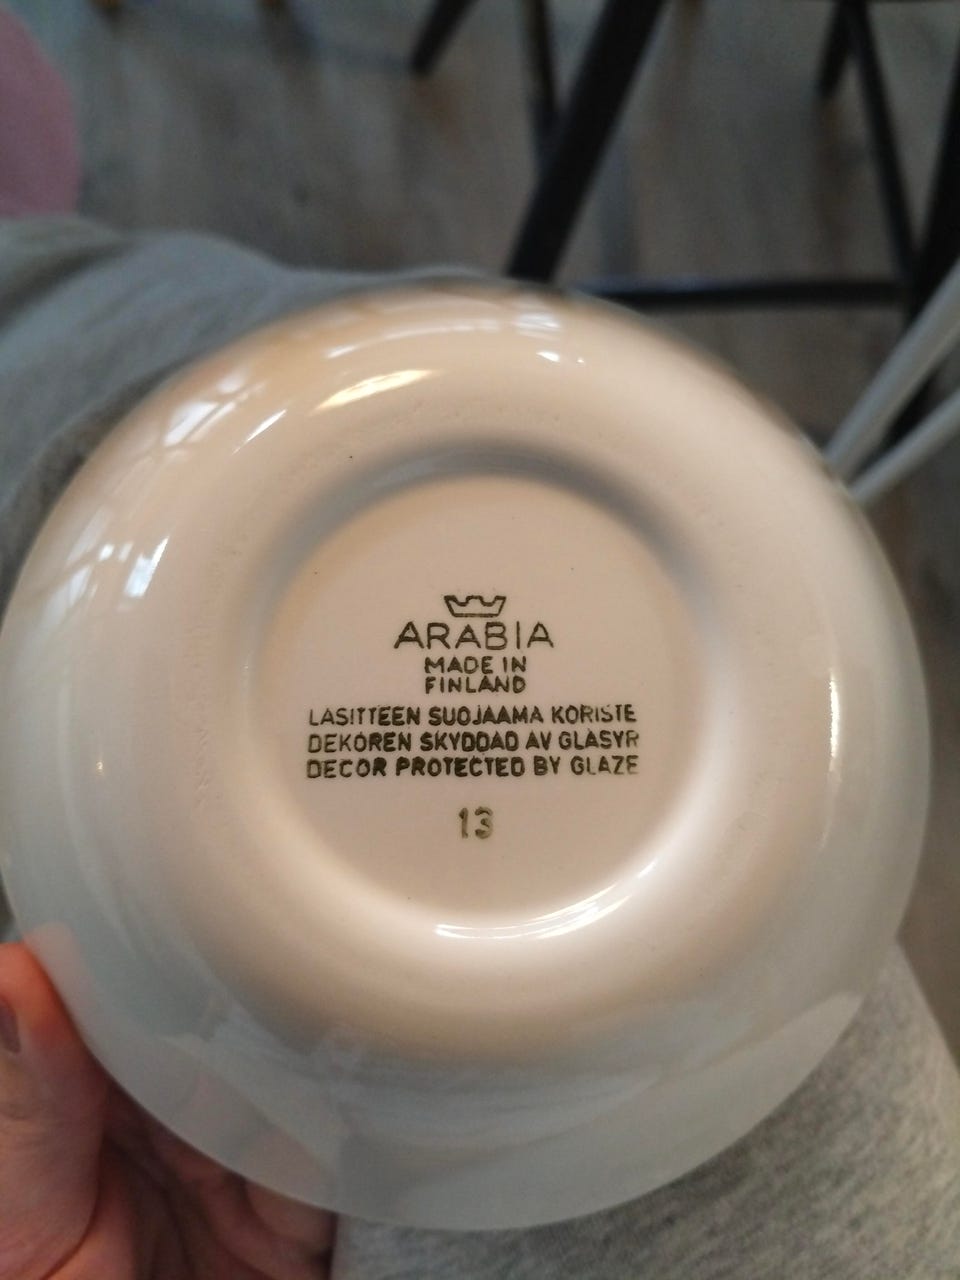 ARABIA
MADE IN
FINLAND
LASITTEEN SUOJAAMA KORISTE
DEKOREN SKYDDAD AV GLASYR
DECOR PROTECTED BY GLAZE
13